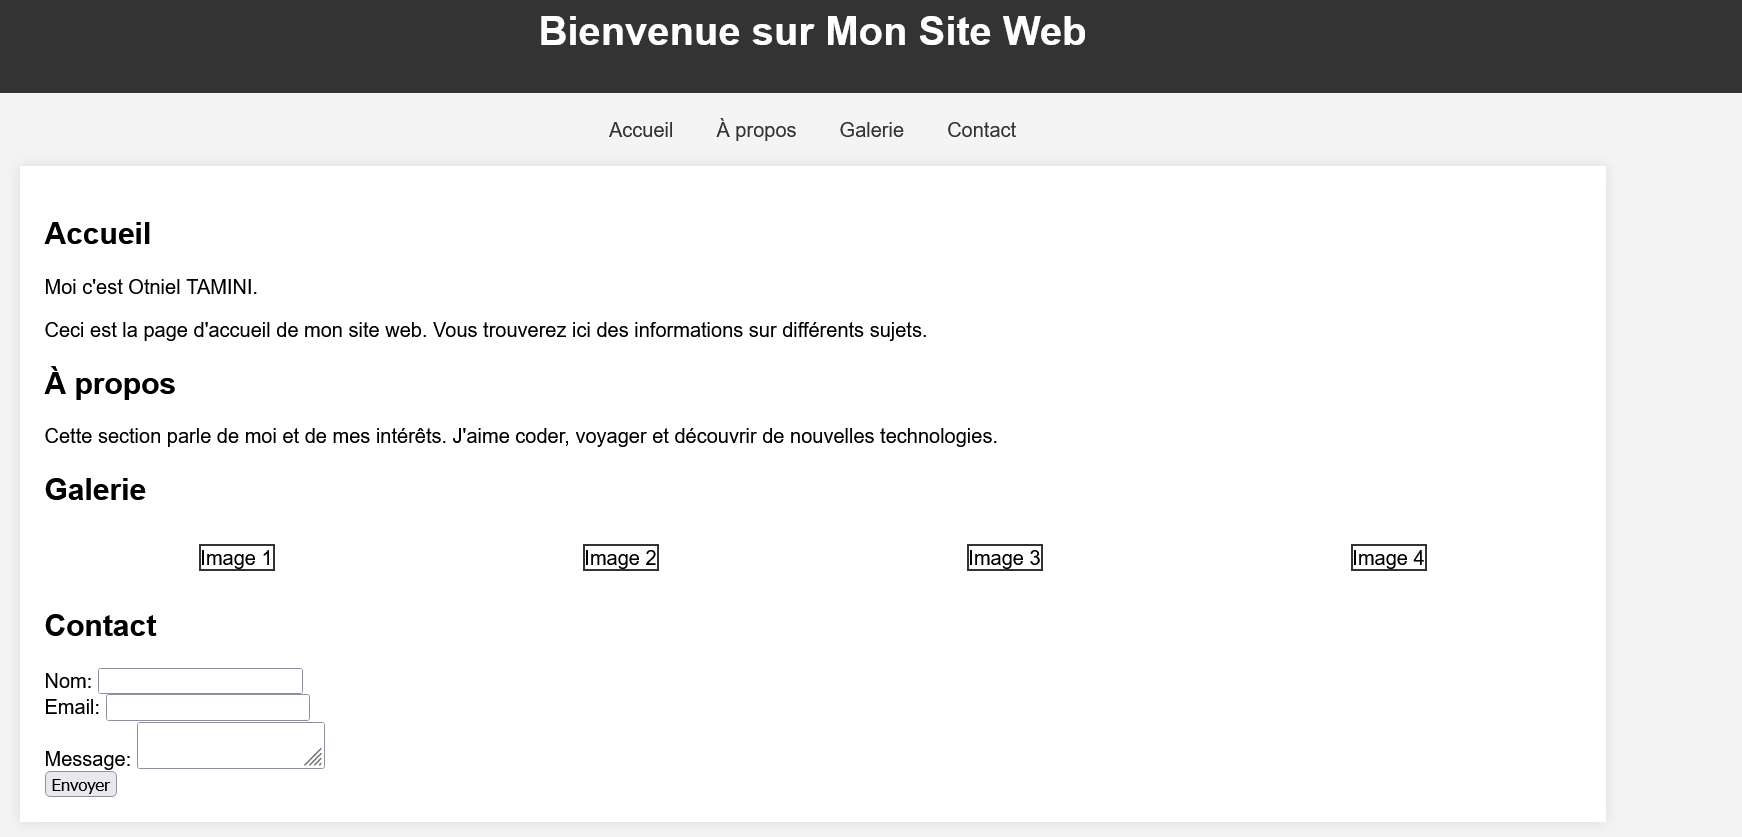 Bienvenue sur Mon Site Web
Accueil À propos Galerie Contact
Accueil
Moi c'est Otniel TAMINI.
Ceci est la page d'accueil de mon site web. Vous trouverez ici des informations sur différents sujets.
À propos
Cette section parle de moi et de mes intérêts. J'aime coder, voyager et découvrir de nouvelles technologies.
Galerie
Image 1 Image 2 Image 3 Image 4
Contact
Nom:
Email:
Message:
Envoyer